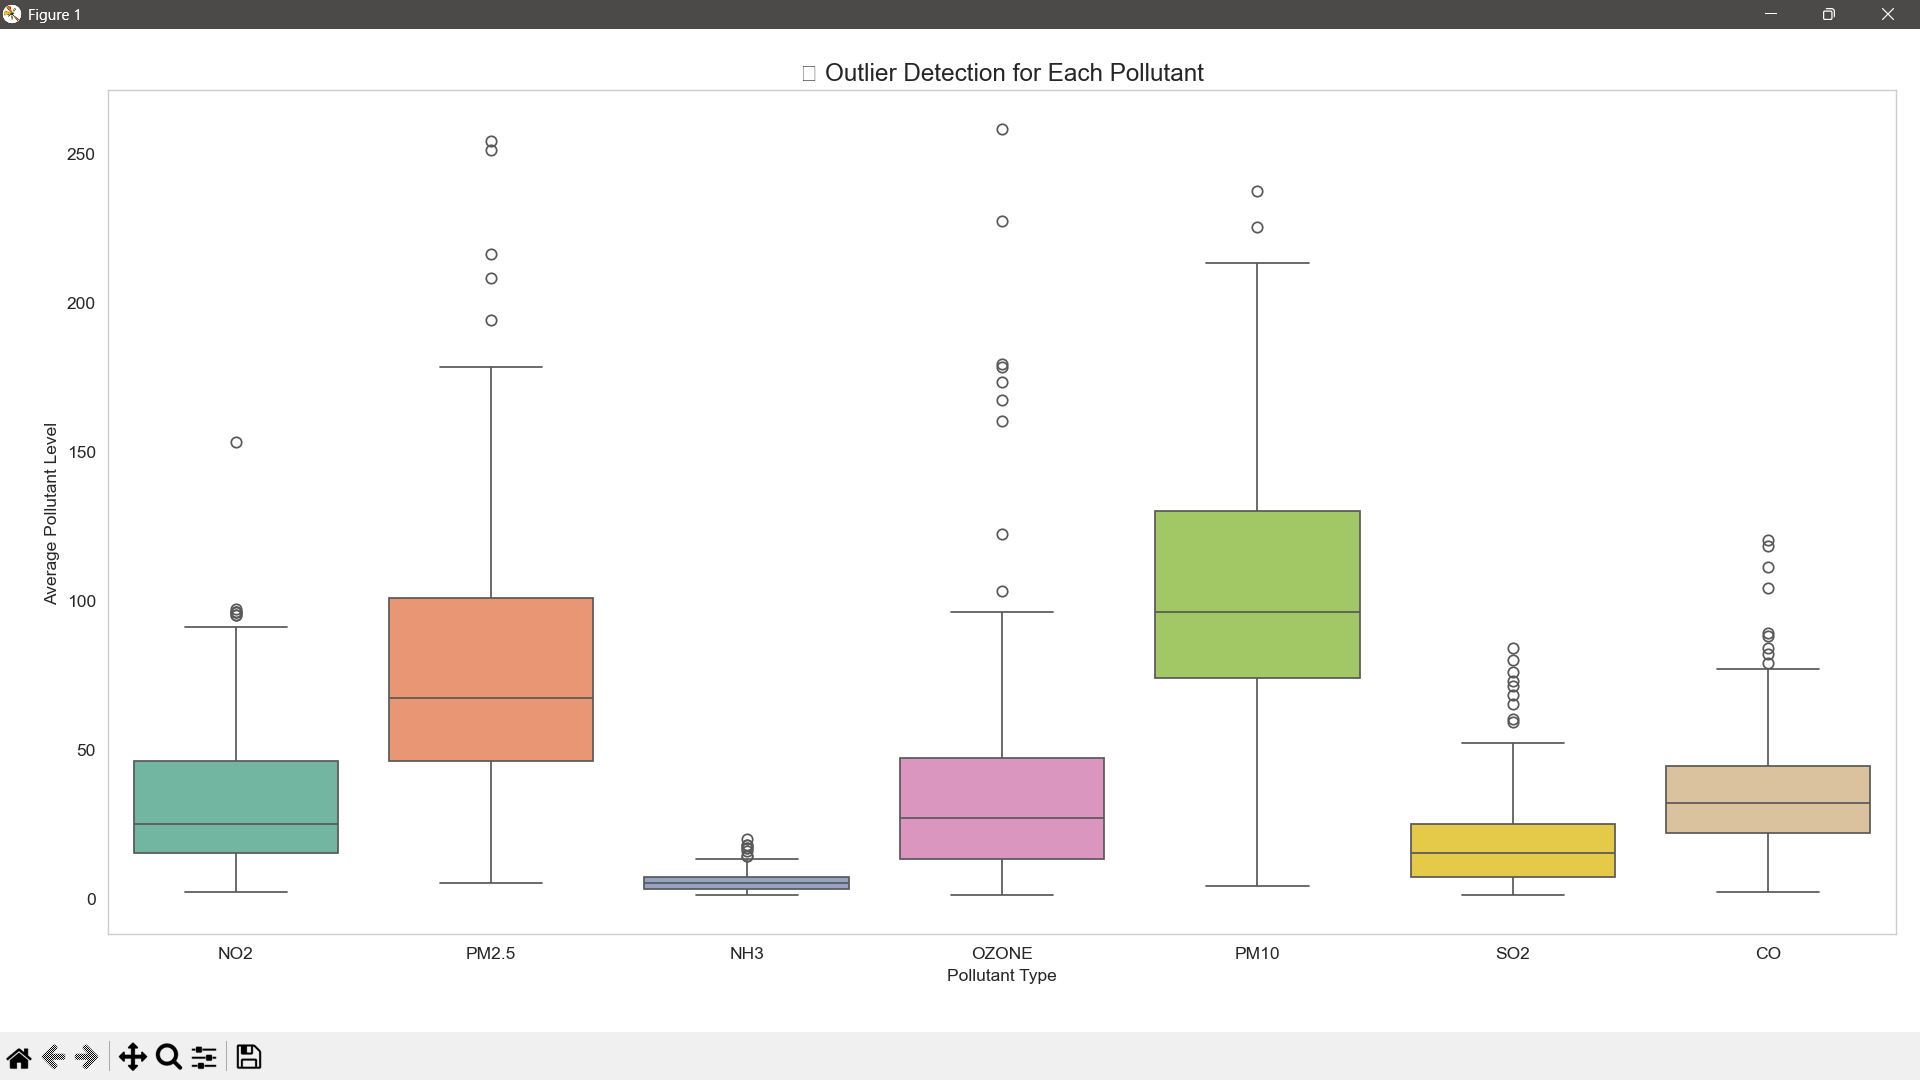 Figure 1
Outlier Detection for Each Pollutant
250
200
150
100
50
0
Average Pollutant Level
NO2 PM2.5 NH3 OZONE PM10 SO2 CO
Pollutant Type